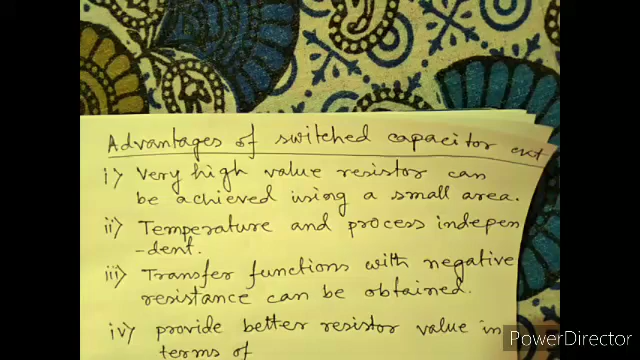 Advantages of switched capacitor ckt
i> Very high value resistor can
be achieved using a small area.
ii> Temperature and process indepen
-dent.
iii> Transfer functions with negative
resistance can be obtained.
iv> provide better resistor value in
terms of
PowerDirector